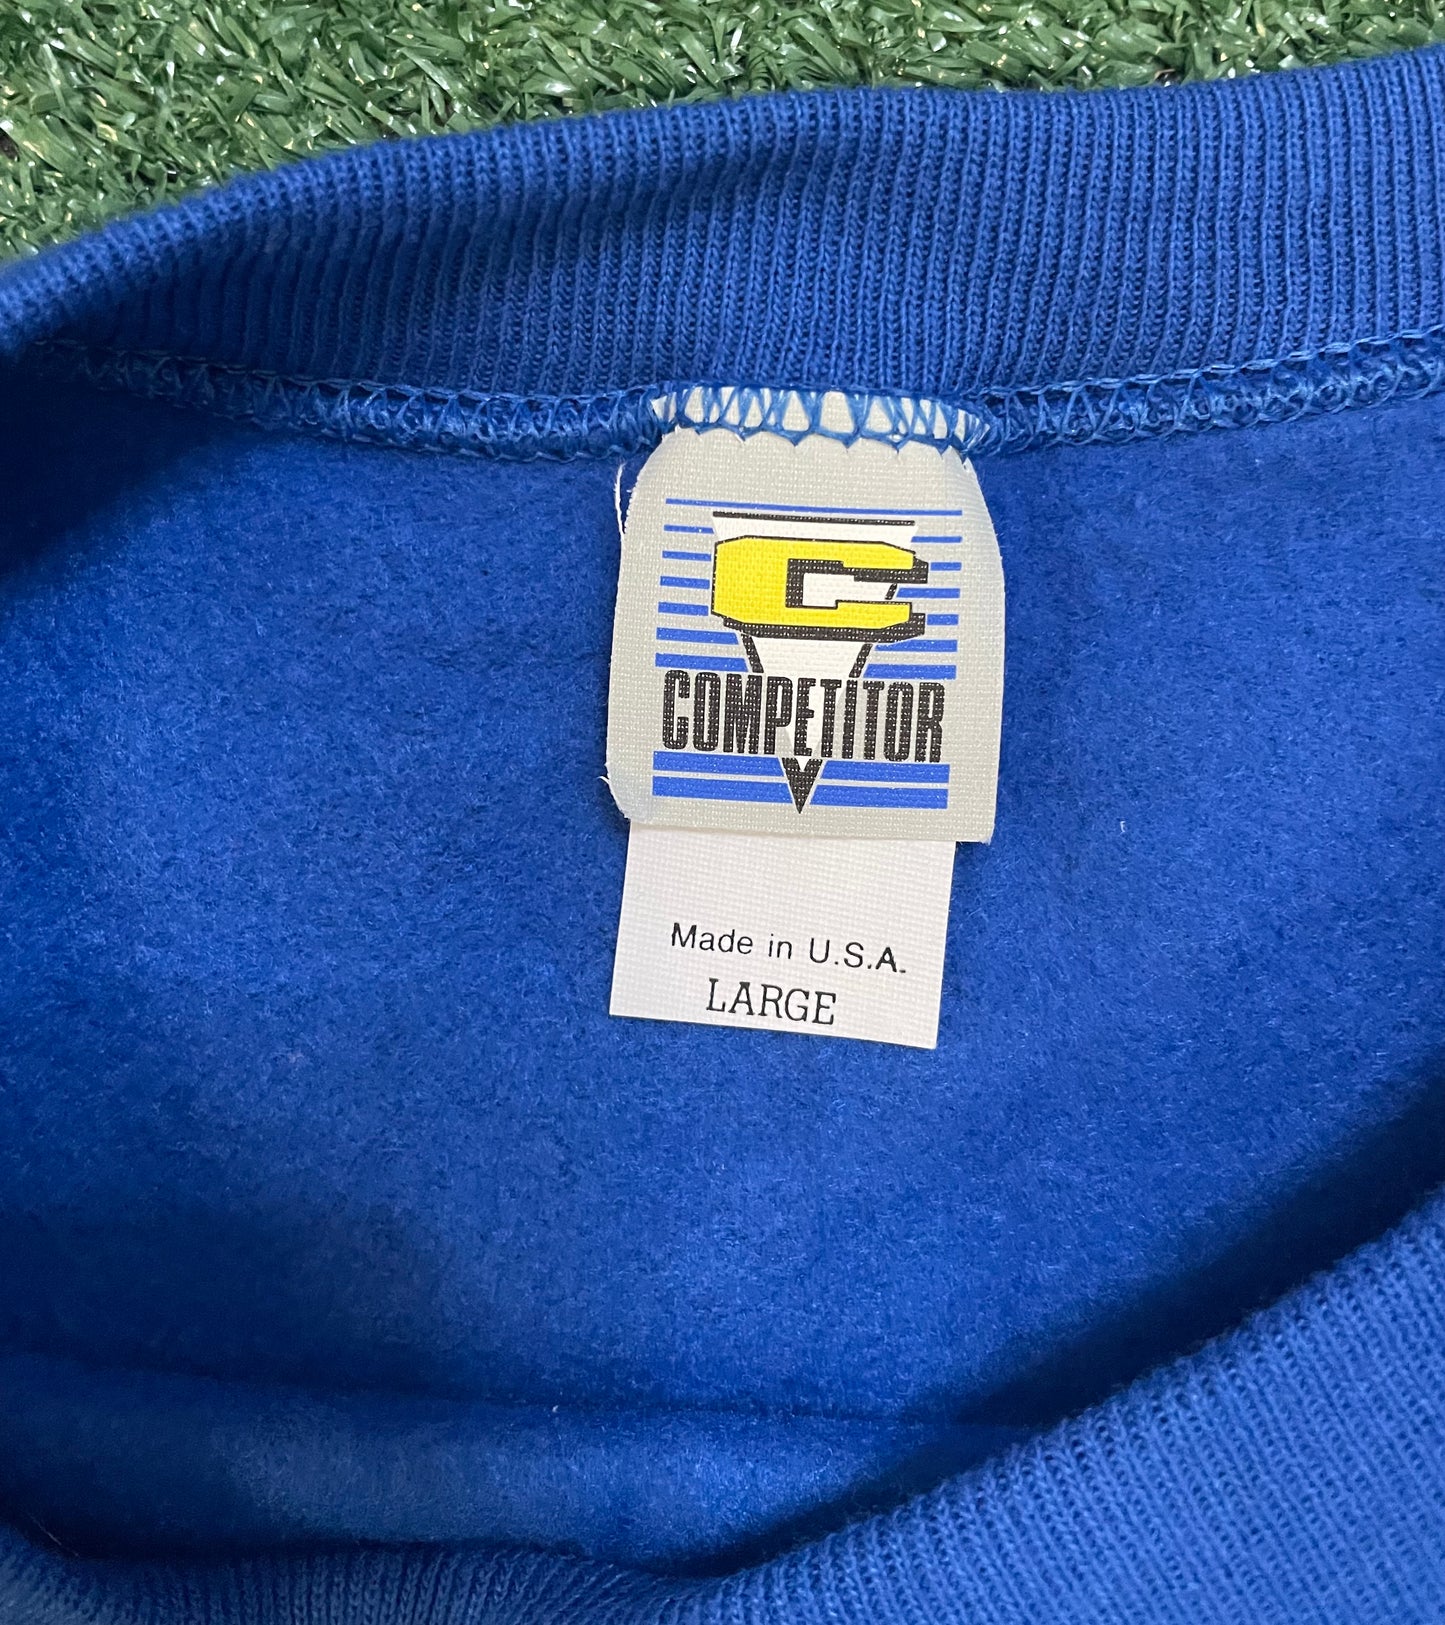 C
COMPETITOR
Made in U.S.A.
LARGE